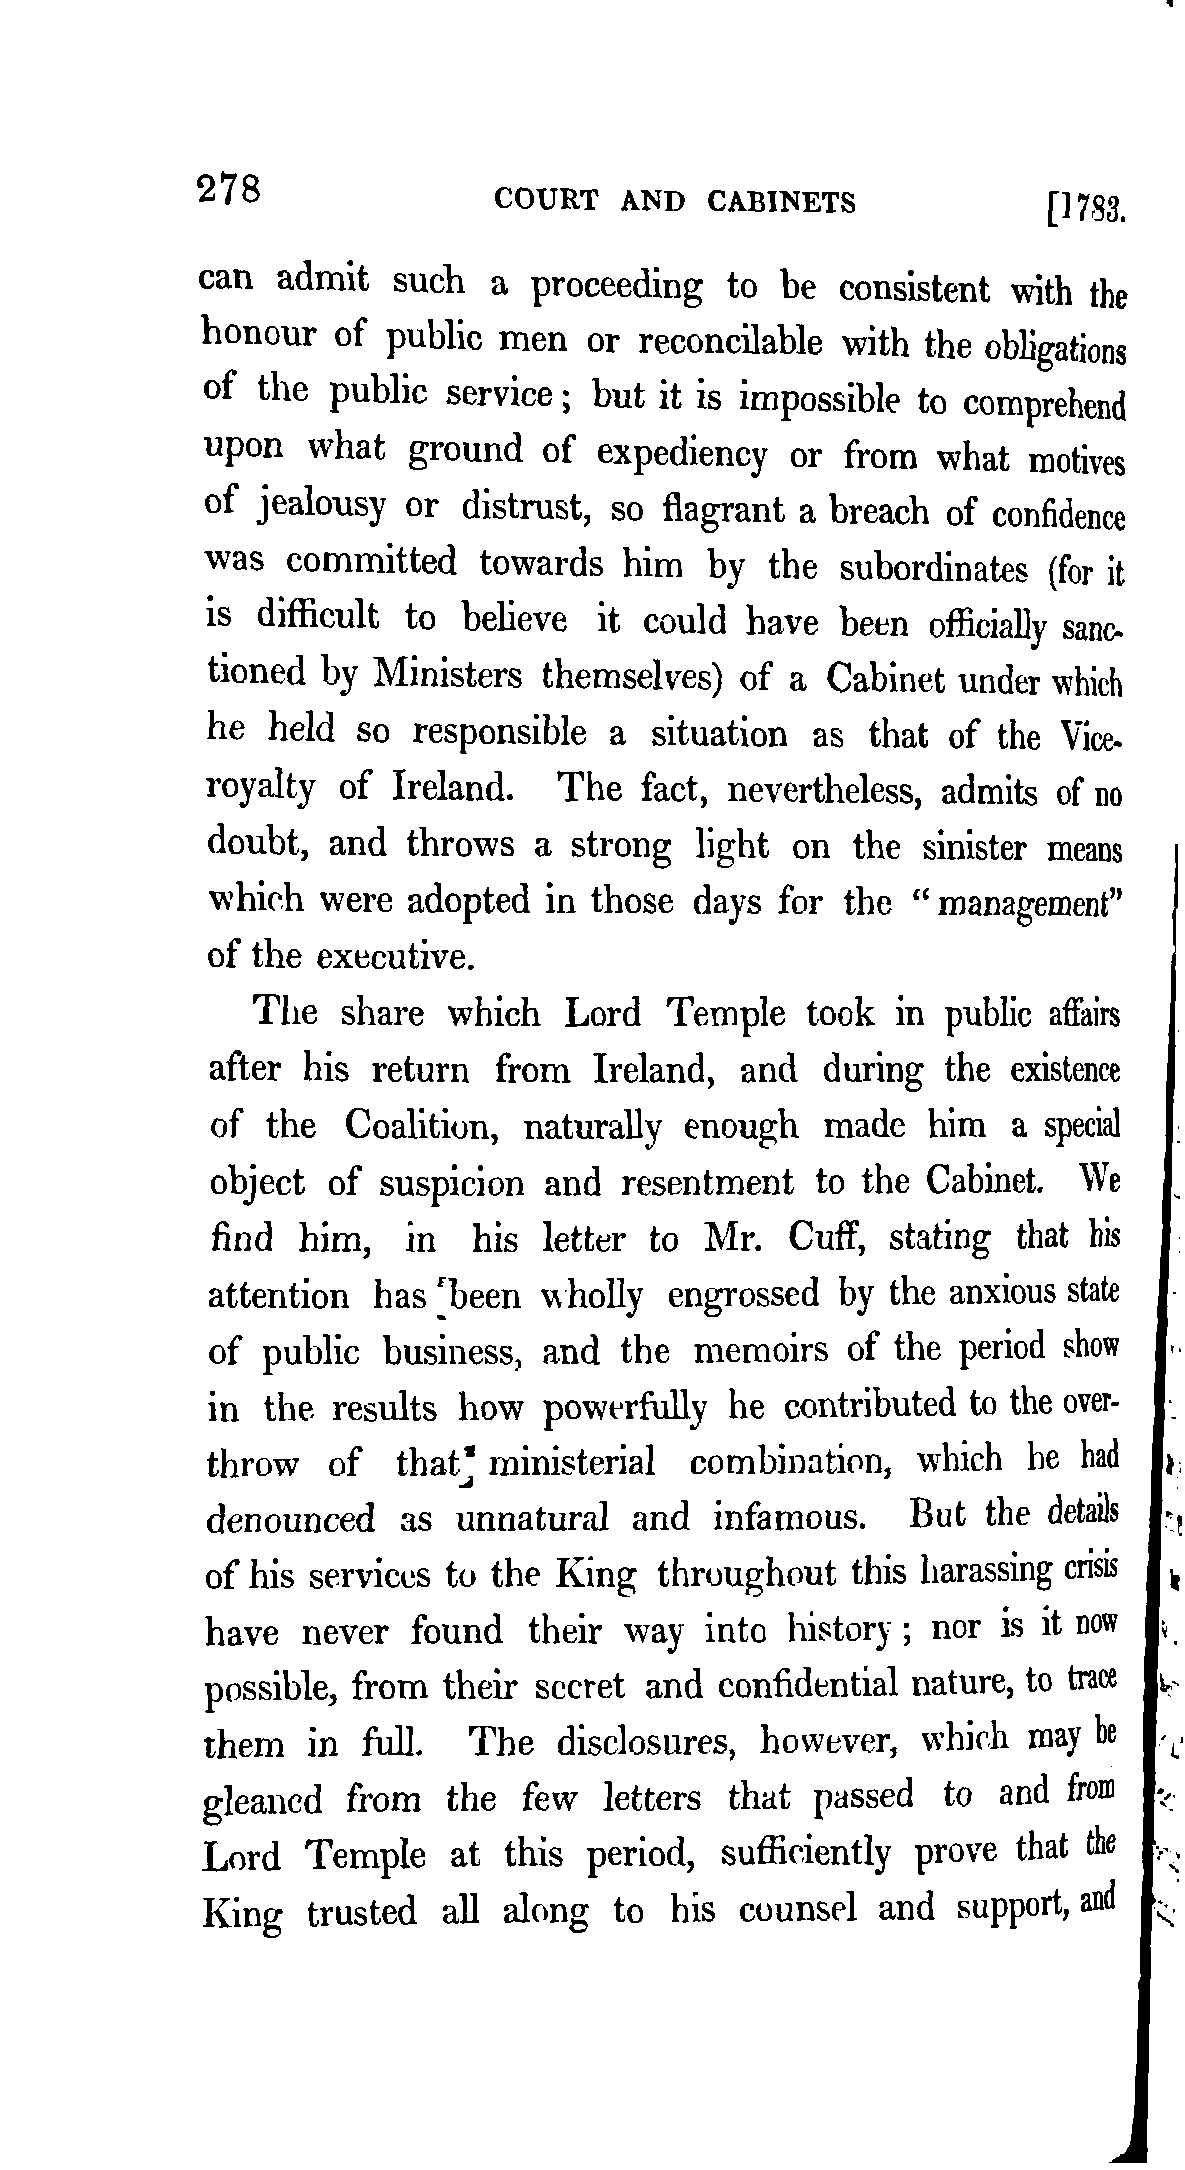 278 COURT AND CABINETS [1783.
can admit such a proceeding to be consistent with the
honour of public men or reconcilable with the obligations
of the public service; but it is impossible to comprehend
upon what ground of expediency or from what motives
of jealousy or distrust, so flagrant a breach of confidence
was committed towards him by the subordinates (for it
is difficult to believe it could have been officially sanc-
tioned by Ministers themselves) of a Cabinet under which
he held so responsible a situation as that of the Vice-
royalty of Ireland. The fact, nevertheless, admits of no
doubt, and throws a strong light on the sinister means
which were adopted in those days for the "management"
of the executive.
The share which Lord Temple took in public affairs
after his return from Ireland, and during the existence
of the Coalition, naturally enough made him a special
object of suspicion and resentment to the Cabinet. We
find him, in his letter to Mr. Cuff, stating that his
attention has been wholly engrossed by the anxious state
of public business, and the memoirs of the period show
in the results how powerfully he contributed to the over-
throw of that ministerial combination, which he had
denounced as unnatural and infamous. But the details
of his services to the King throughout this harassing crisis
have never found their way into history; nor is it now
possible, from their secret and confidential nature, to trace
them in full. The disclosures, however, which may be
gleaned from the few letters that passed to and from
Lord Temple at this period, sufficiently prove that the
King trusted all along to his counsel and support, and